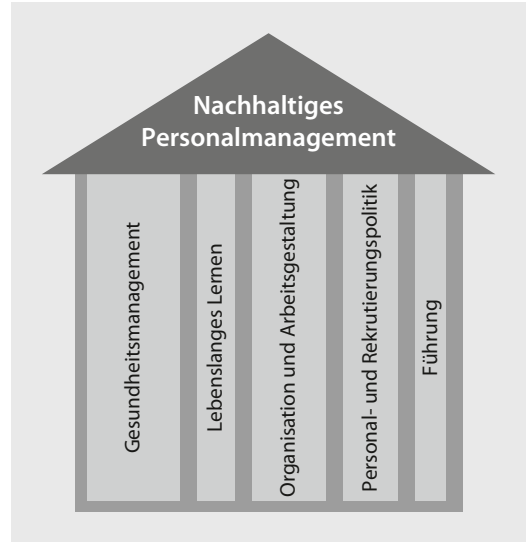 Nachhaltiges
Personalmanagement
Gesundheitsmanagement
Lebenslanges Lernen
Organisation und Arbeitsgestaltung
Personal- und Rekrutierungspolitik
Führung